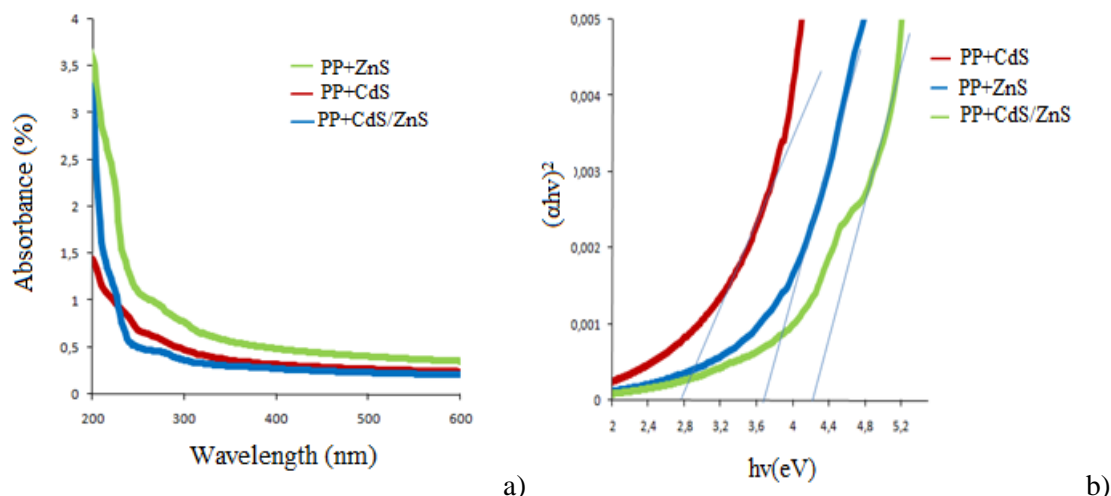 4
3,5
3
2,5
2
1,5
1
0,5
0
Absorbance (%)
PP+ZnS
PP+CdS
PP+CdS/ZnS
200 300 400 500 600
Wavelength (nm)
a)
0,005
0,004
0,003
0,002
0,001
0
(αhν)²
PP+CdS
PP+ZnS
PP+CdS/ZnS
2 2,4 2,8 3,2 3,6 4 4,4 4,8 5,2
hν(eV)
b)